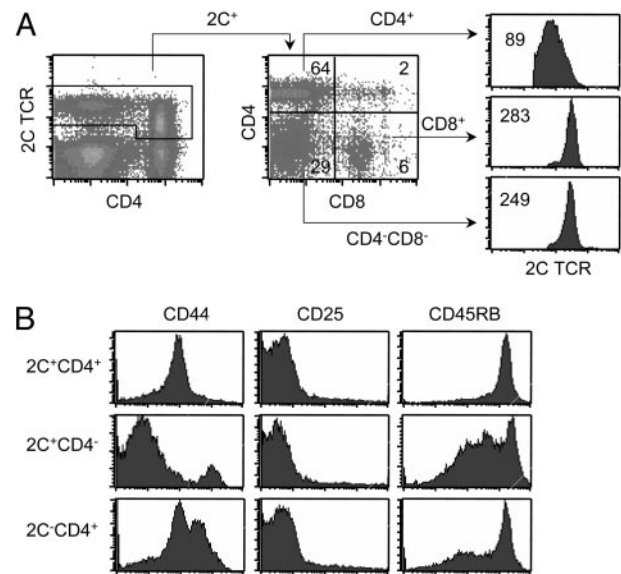 A
2C⁺
CD4⁺
2C TCR
CD4
CD4
64
2
29
6
CD8
CD8⁺
CD4⁻CD8⁻
89
283
249
2C TCR
B
CD44
CD25
CD45RB
2C⁺CD4⁺
2C⁺CD4⁻
2C⁻CD4⁺